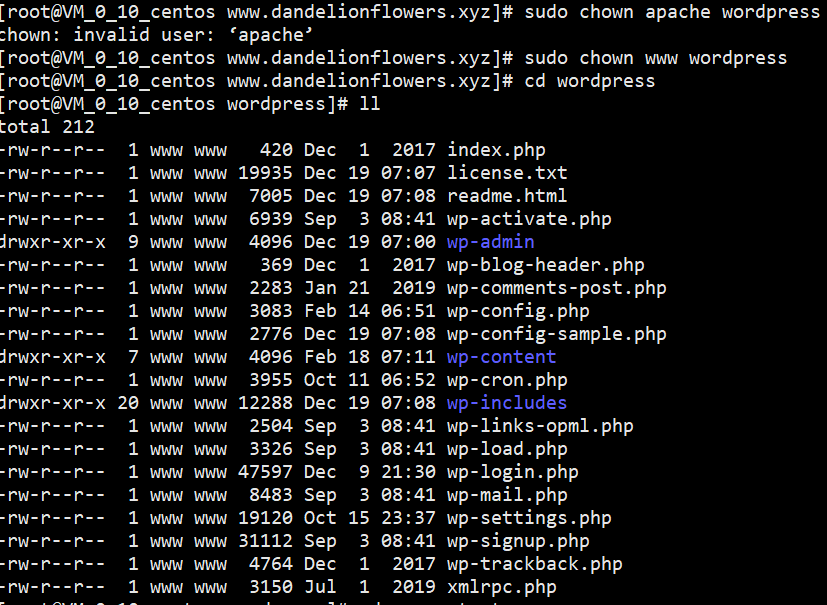 [root@VM_0_10_centos www.dandelionflowers.xyz]# sudo chown apache wordpress
chown: invalid user: ‘apache’
[root@VM_0_10_centos www.dandelionflowers.xyz]# sudo chown www wordpress
[root@VM_0_10_centos www.dandelionflowers.xyz]# cd wordpress
[root@VM_0_10_centos wordpress]# ll
total 212
-rw-r--r-- 1 www www 420 Dec 1 2017 index.php
-rw-r--r-- 1 www www 19935 Dec 19 07:07 license.txt
-rw-r--r-- 1 www www 7005 Dec 19 07:08 readme.html
-rw-r--r-- 1 www www 6939 Sep 3 08:41 wp-activate.php
drwxr-xr-x 9 www www 4096 Dec 19 07:00 wp-admin
-rw-r--r-- 1 www www 369 Dec 1 2017 wp-blog-header.php
-rw-r--r-- 1 www www 2283 Jan 21 2019 wp-comments-post.php
-rw-r--r-- 1 www www 3083 Feb 14 06:51 wp-config.php
-rw-r--r-- 1 www www 2776 Dec 19 07:08 wp-config-sample.php
drwxr-xr-x 7 www www 4096 Feb 18 07:11 wp-content
-rw-r--r-- 1 www www 3955 Oct 11 06:52 wp-cron.php
drwxr-xr-x 20 www www 12288 Dec 19 07:08 wp-includes
-rw-r--r-- 1 www www 2504 Sep 3 08:41 wp-links-opml.php
-rw-r--r-- 1 www www 3326 Sep 3 08:41 wp-load.php
-rw-r--r-- 1 www www 47597 Dec 9 21:30 wp-login.php
-rw-r--r-- 1 www www 8483 Sep 3 08:41 wp-mail.php
-rw-r--r-- 1 www www 19120 Oct 15 23:37 wp-settings.php
-rw-r--r-- 1 www www 31112 Sep 3 08:41 wp-signup.php
-rw-r--r-- 1 www www 4764 Dec 1 2017 wp-trackback.php
-rw-r--r-- 1 www www 3150 Jul 1 2019 xmlrpc.php